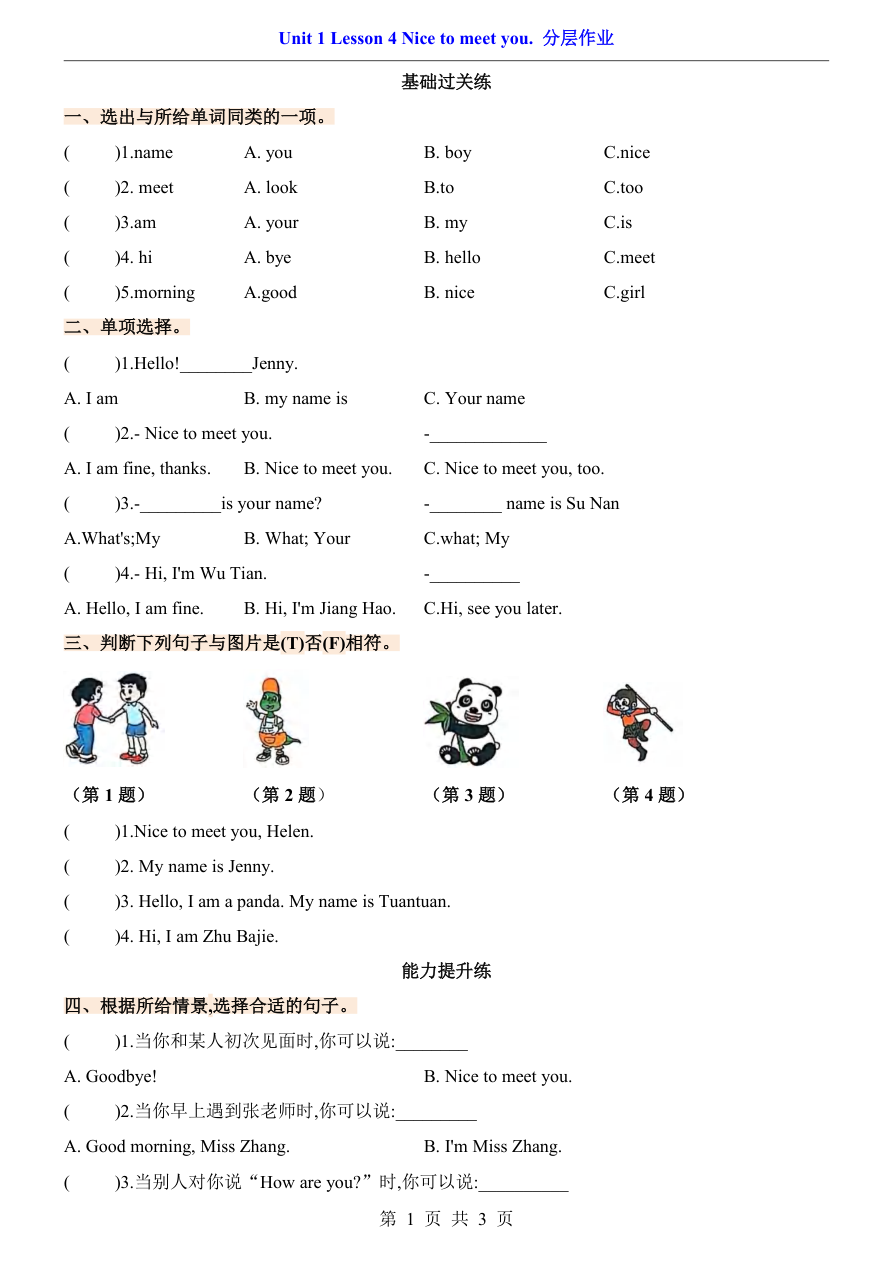 Unit 1 Lesson 4 Nice to meet you. 分层作业
基础过关练
一、选出与所给单词同类的一项。
( )1.name A. you B. boy C.nice
( )2. meet A. look B.to C.too
( )3.am A. your B. my C.is
( )4. hi A. bye B. hello C.meet
( )5.morning A.good B. nice C.girl
二、单项选择。
( )1.Hello!________Jenny.
A. I am B. my name is C. Your name
( )2.- Nice to meet you. -_____________
A. I am fine, thanks. B. Nice to meet you. C. Nice to meet you, too.
( )3.-_________is your name? -________ name is Su Nan
A.What's;My B. What; Your C.what; My
( )4.- Hi, I'm Wu Tian. -__________
A. Hello, I am fine. B. Hi, I'm Jiang Hao. C.Hi, see you later.
三、判断下列句子与图片是(T)否(F)相符。
（第 1 题） （第 2 题） （第 3 题） （第 4 题）
( )1.Nice to meet you, Helen.
( )2. My name is Jenny.
( )3. Hello, I am a panda. My name is Tuantuan.
( )4. Hi, I am Zhu Bajie.
能力提升练
四、根据所给情景,选择合适的句子。
( )1.当你和某人初次见面时,你可以说:________
A. Goodbye! B. Nice to meet you.
( )2.当你早上遇到张老师时,你可以说:_________
A. Good morning, Miss Zhang. B. I'm Miss Zhang.
( )3.当别人对你说“How are you?”时,你可以说:__________
第 1 页 共 3 页